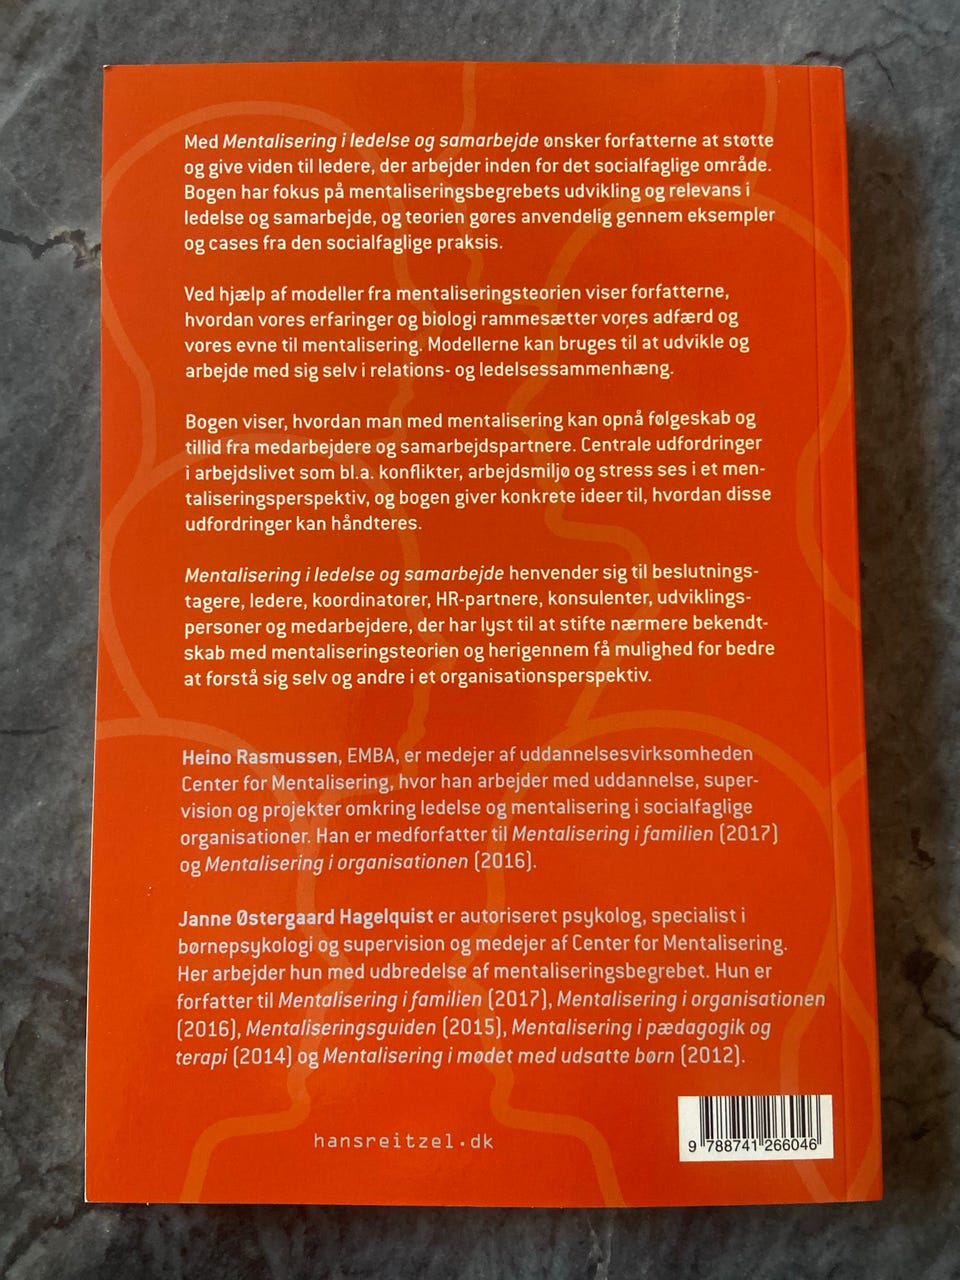 Med Mentalisering i ledelse og samarbejde ønsker forfatterne at støtte
og give viden til ledere, der arbejder inden for det socialfaglige område.
Bogen har fokus på mentaliseringsbegrebets udvikling og relevans i
ledelse og samarbejde, og teorien gøres anvendelig gennem eksempler
og cases fra den socialfaglige praksis.
Ved hjælp af modeller fra mentaliseringsteorien viser forfatterne,
hvordan vores erfaringer og biologi rammesætter vores adfærd og
vores evne til mentalisering. Modellerne kan bruges til at udvikle og
arbejde med sig selv i relations- og ledelsessammenhæng.
Bogen viser, hvordan man med mentalisering kan opnå følgeskab og
tillid fra medarbejdere og samarbejdspartnere. Centrale udfordringer
i arbejdslivet som bl.a. konflikter, arbejdsmiljø og stress ses i et men-
taliseringsperspektiv, og bogen giver konkrete ideer til, hvordan disse
udfordringer kan håndteres.
Mentalisering i ledelse og samarbejde henvender sig til beslutnings-
tagere, ledere, koordinatorer, HR-partnere, konsulenter, udviklings-
personer og medarbejdere, der har lyst til at stifte nærmere bekendt-
skab med mentaliseringsteorien og herigennem få mulighed for bedre
at forstå sig selv og andre i et organisationsperspektiv.
Heino Rasmussen, EMBA, er medejer af uddannelsesvirksomheden
Center for Mentalisering, hvor han arbejder med uddannelse, super-
vision og projekter omkring ledelse og mentalisering i socialfaglige
organisationer. Han er medforfatter til Mentalisering i familien (2017)
og Mentalisering i organisationen (2016).
Janne Østergaard Hagelquist er autoriseret psykolog, specialist i
børnepsykologi og supervision og medejer af Center for Mentalisering.
Her arbejder hun med udbredelse af mentaliseringsbegrebet. Hun er
forfatter til Mentalisering i familien (2017), Mentalisering i organisationen
(2016), Mentaliseringsguiden (2015), Mentalisering i pædagogik og
terapi (2014) og Mentalisering i mødet med udsatte børn (2012).
hansreitzel.dk
9 788741 266046